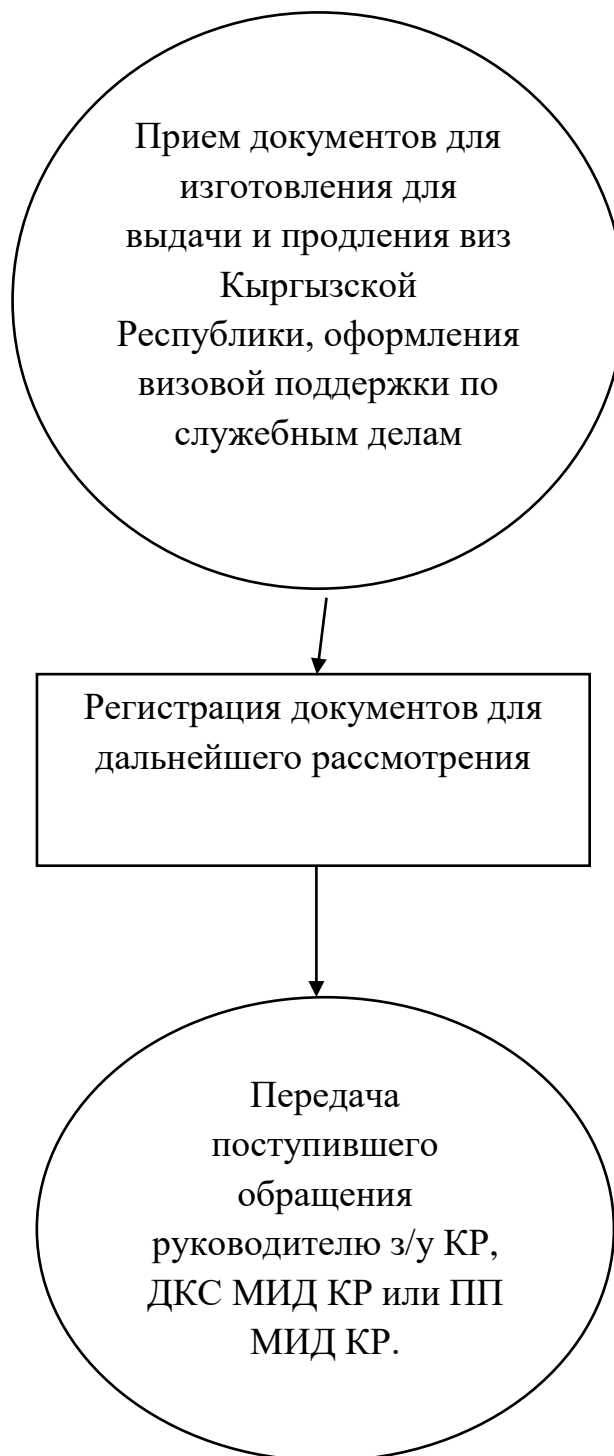 Прием документов для
изготовления для
выдачи и продления виз
Кыргызской
Республики, оформления
визовой поддержки по
служебным делам
Регистрация документов для
дальнейшего рассмотрения
Передача
поступившего
обращения
руководителю з/у КР,
ДКС МИД КР или ПП
МИД КР.